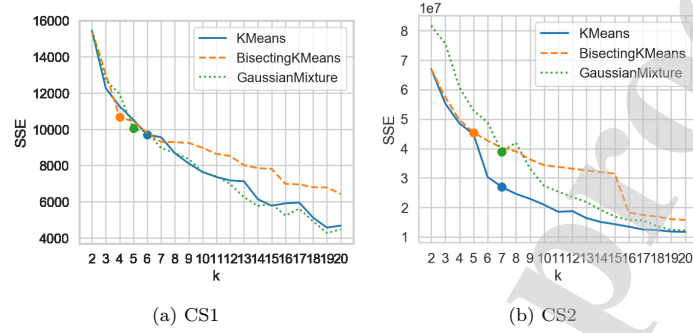 1e7
16000
14000
12000
10000
8000
6000
4000
SSE
KMeans
BisectingKMeans
GaussianMixture
2 3 4 5 6 7 8 9 10 11 12 13 14 15 16 17 18 19 20
k
8
7
6
5
4
3
2
1
SSE
KMeans
BisectingKMeans
GaussianMixture
2 3 4 5 6 7 8 9 10 11 12 13 14 15 16 17 18 19 20
k
(a) CS1
(b) CS2